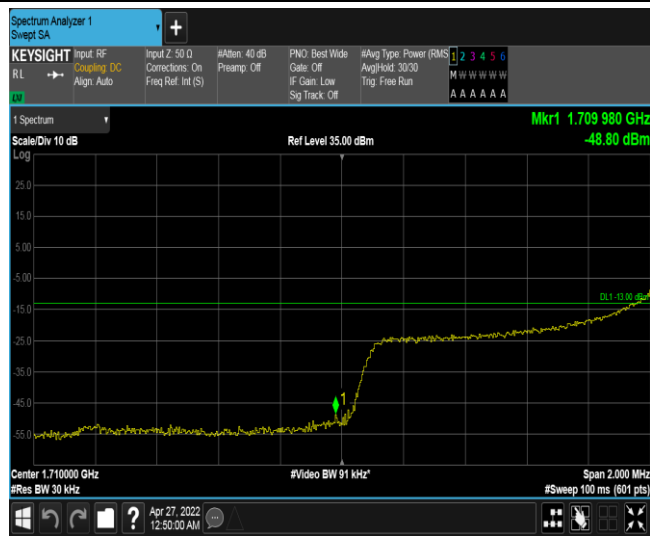 Spectrum Analyzer 1
Swept SA
KEYSIGHT
RL
Input: RF
Coupling: DC
Align: Auto
Input Z: 50 Ω
Corrections: On
Freq Ref: Int (S)
#Atten: 40 dB
Preamp: Off
PNO: Best Wide
Gate: Off
IF Gain: Low
Sig Track: Off
#Avg Type: Power (RMS
Avg|Hold: 30/30
Trig: Free Run
1 2 3 4 5 6
M W W W W W
A A A A A A
1 Spectrum
Mkr1 1.709 980 GHz
Scale/Div 10 dB
Ref Level 35.00 dBm
-48.80 dBm
Log
25.0
15.0
5.00
-5.00
DL1 -13.00 dBm
-15.0
-25.0
-35.0
-45.0
1
-55.0
Center 1.710000 GHz
#Video BW 91 kHz*
Span 2.000 MHz
#Res BW 30 kHz
#Sweep 100 ms (601 pts)
Apr 27, 2022
12:50:00 AM